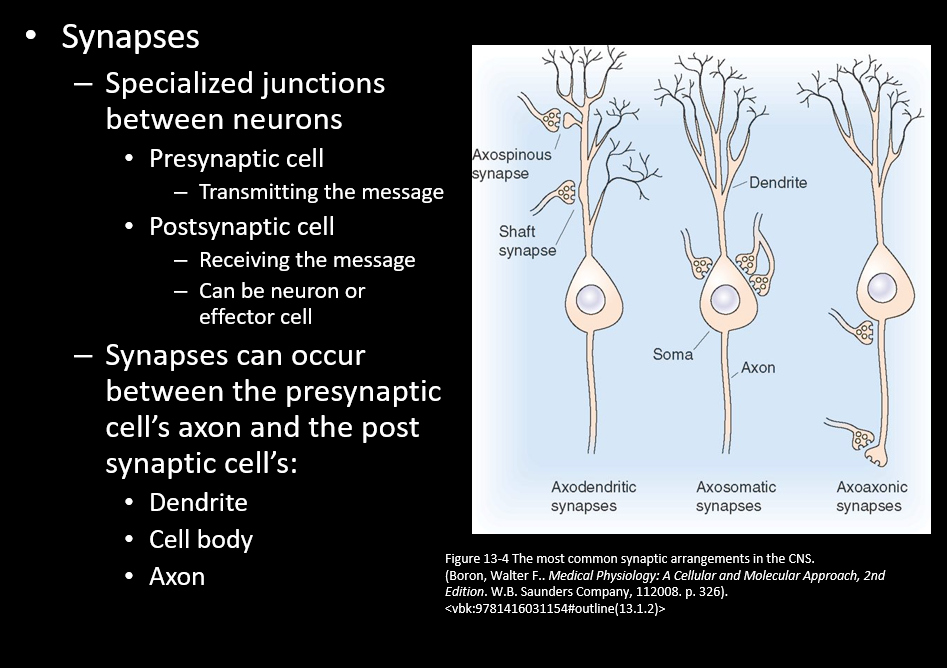 • Synapses
– Specialized junctions
between neurons
• Presynaptic cell
– Transmitting the message
• Postsynaptic cell
– Receiving the message
– Can be neuron or
effector cell
– Synapses can occur
between the presynaptic
cell’s axon and the post
synaptic cell’s:
• Dendrite
• Cell body
• Axon
Axospinous
synapse
Shaft
synapse
Dendrite
Soma
Axon
Axodendritic
synapses
Axosomatic
synapses
Axoaxonic
synapses
Figure 13-4 The most common synaptic arrangements in the CNS.
(Boron, Walter F.. Medical Physiology: A Cellular and Molecular Approach, 2nd
Edition. W.B. Saunders Company, 112008. p. 326).
<vbk:9781416031154#outline(13.1.2)>